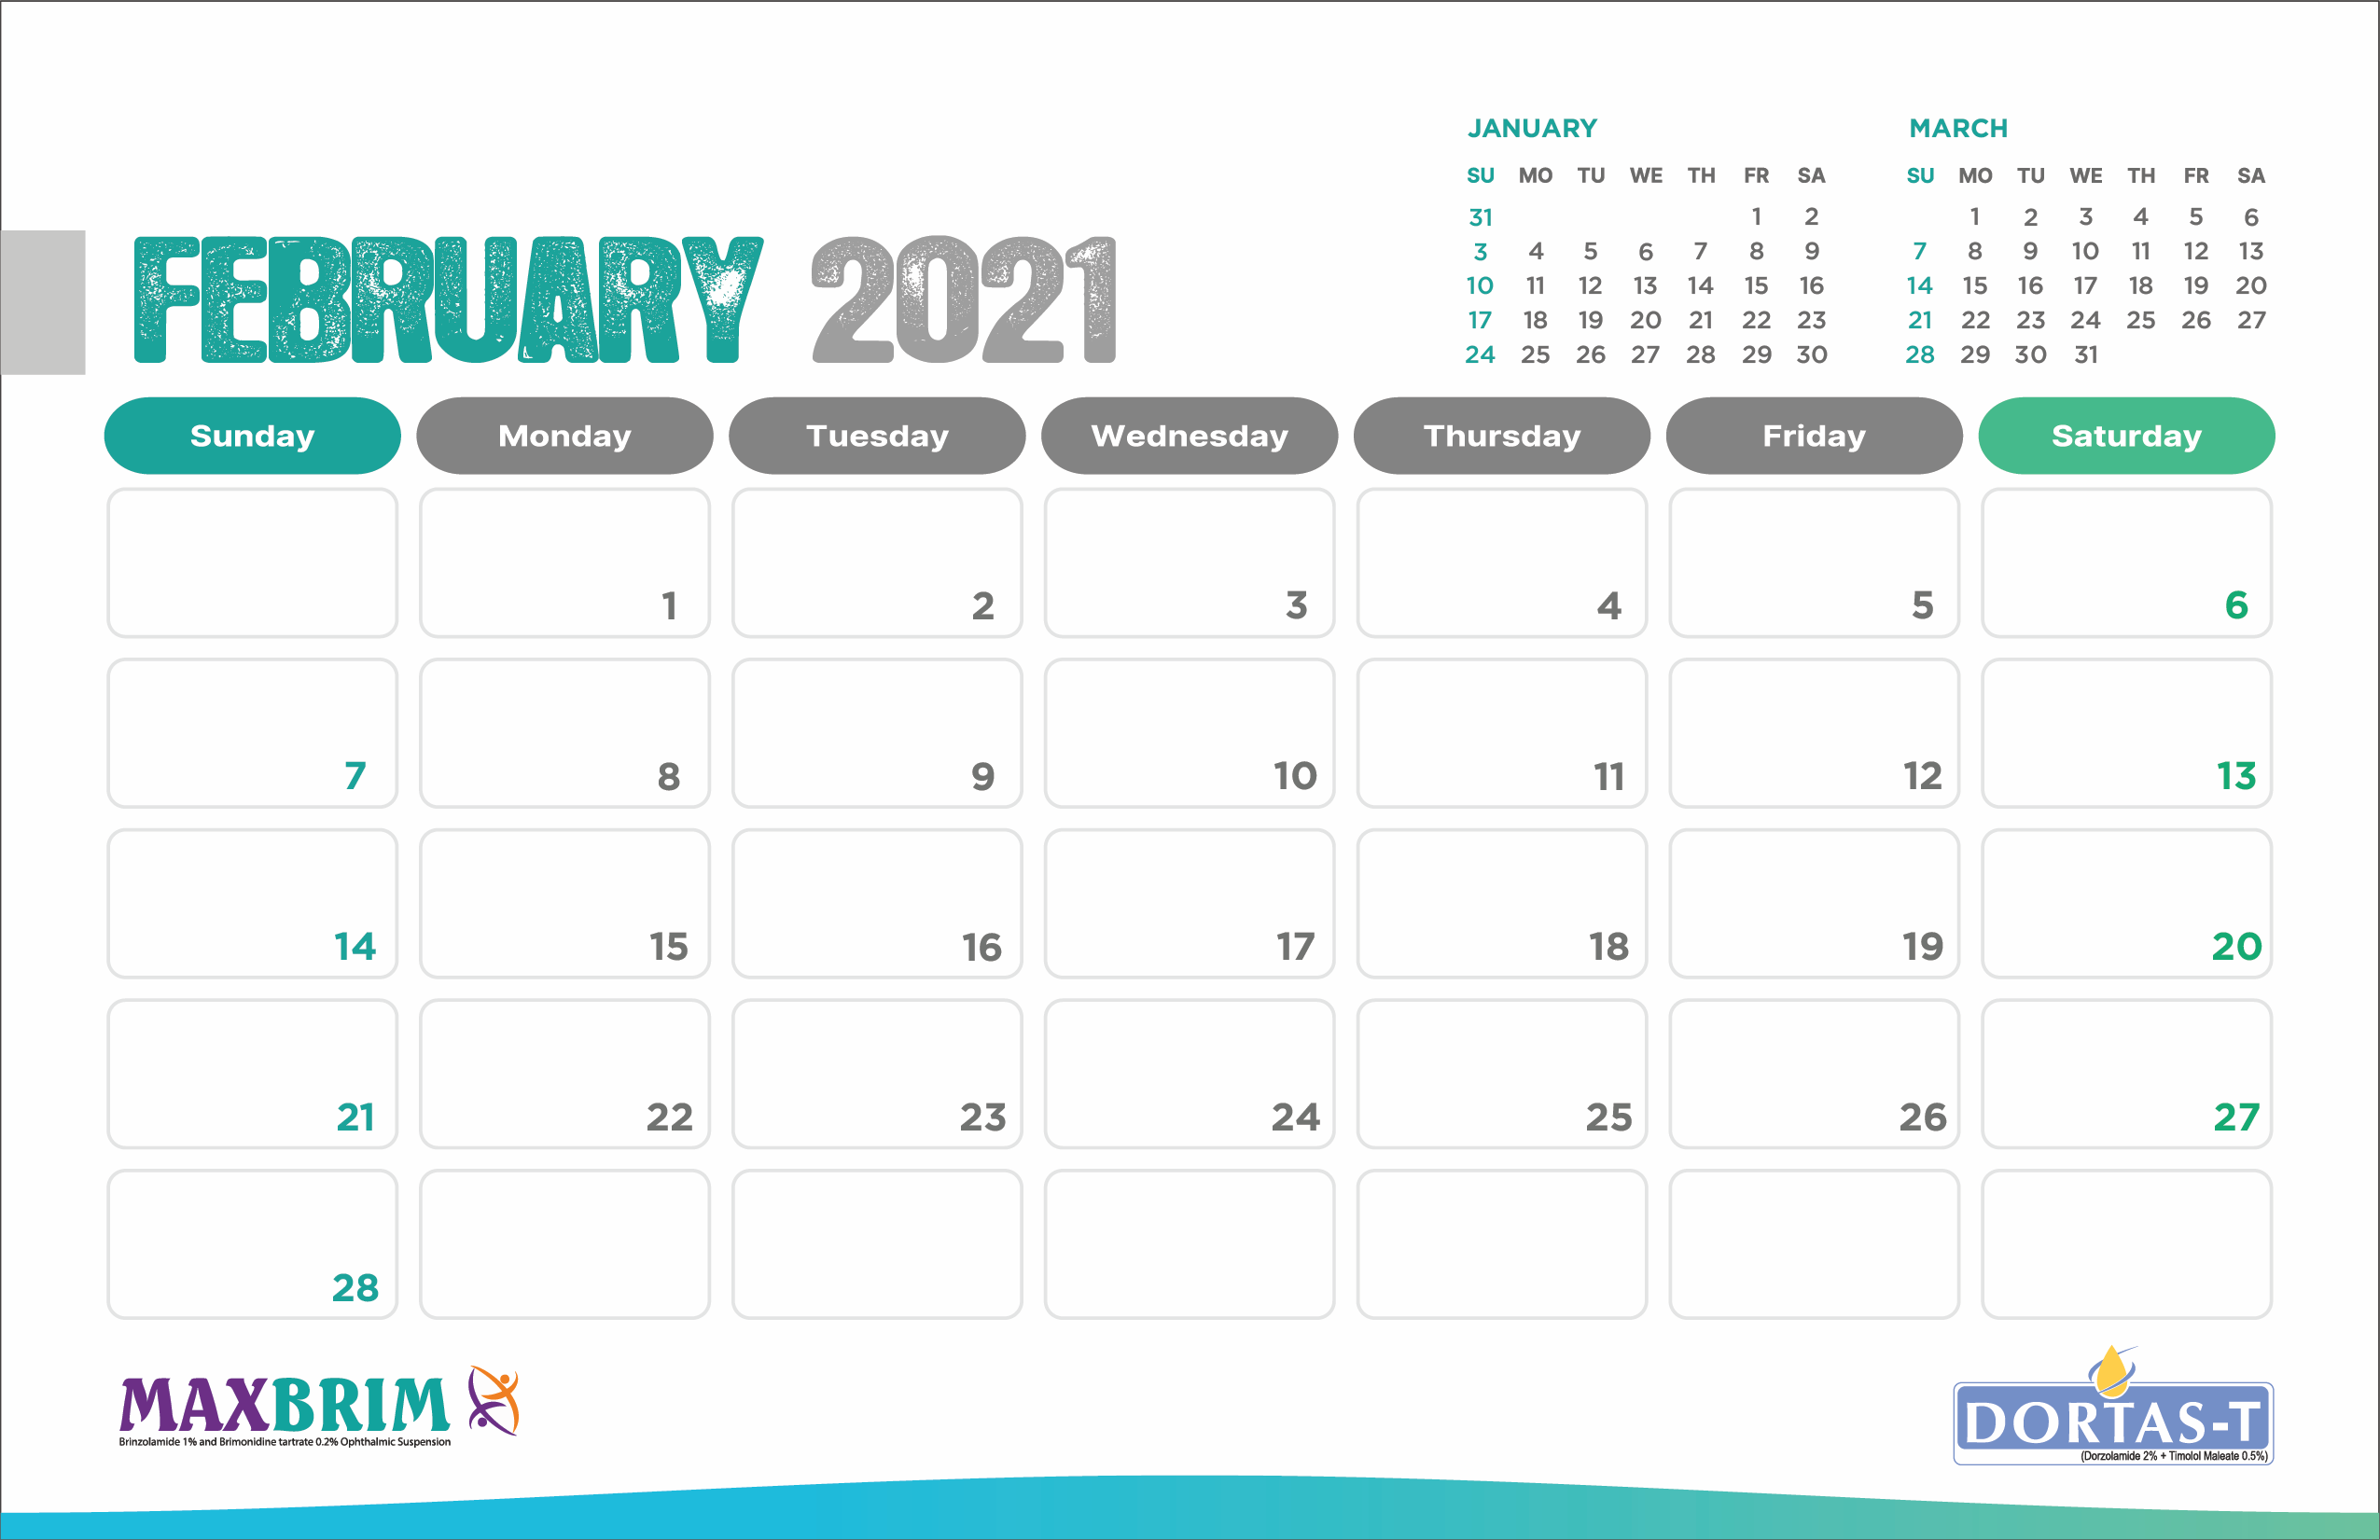 JANUARY
SU MO TU WE TH FR SA
31 1 2
3 4 5 6 7 8 9
10 11 12 13 14 15 16
17 18 19 20 21 22 23
24 25 26 27 28 29 30
MARCH
SU MO TU WE TH FR SA
1 2 3 4 5 6
7 8 9 10 11 12 13
14 15 16 17 18 19 20
21 22 23 24 25 26 27
28 29 30 31
FEBRUARY 2021
Sunday Monday Tuesday Wednesday Thursday Friday Saturday
1 2 3 4 5 6
7 8 9 10 11 12 13
14 15 16 17 18 19 20
21 22 23 24 25 26 27
28
MAXBRIM
Brinzolamide 1% and Brimonidine tartrate 0.2% Ophthalmic Suspension
DORTAS-T
(Dorzolamide 2% + Timolol Maleate 0.5%)